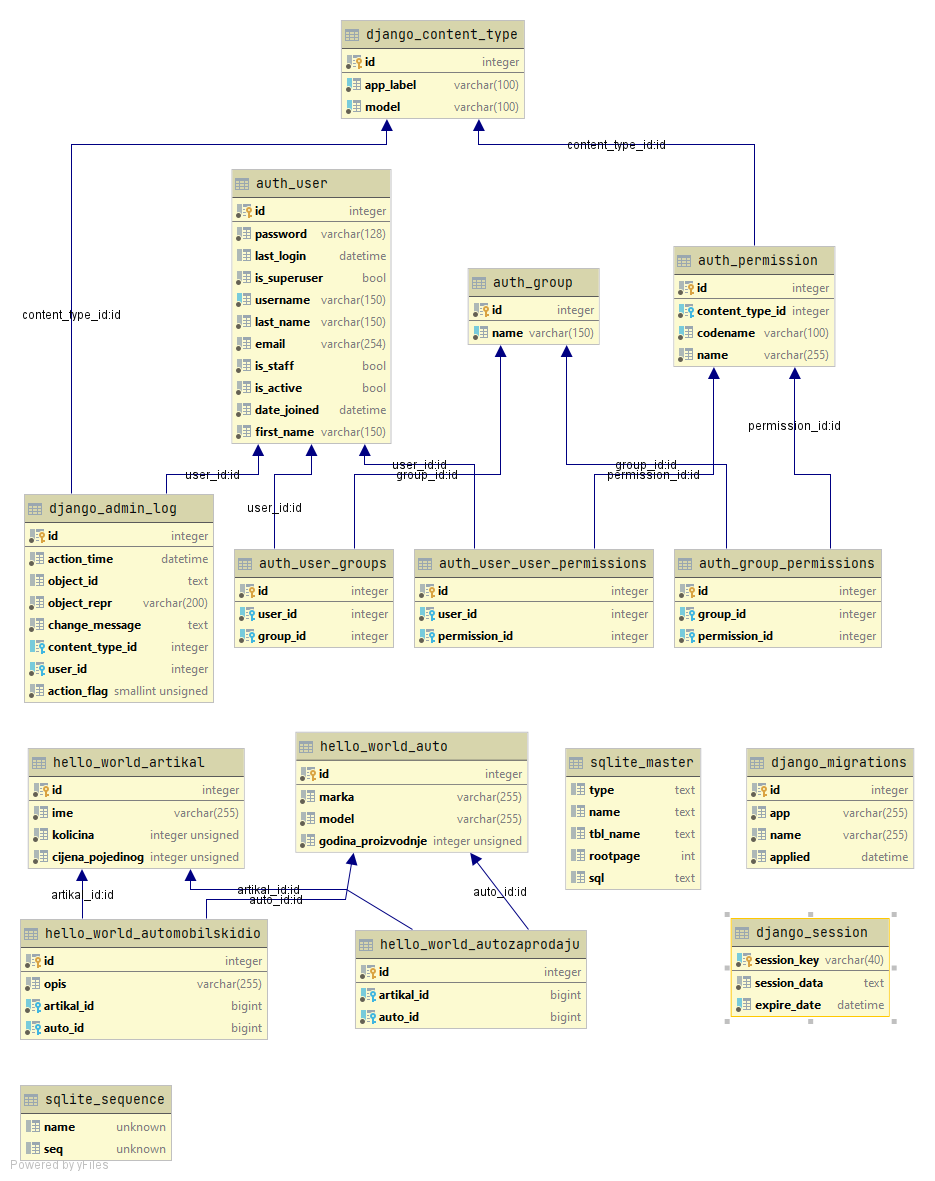 django_content_type
id integer
app_label varchar(100)
model varchar(100)
content_type_id:id
auth_user
id integer
password varchar(128)
last_login datetime
is_superuser bool
username varchar(150)
last_name varchar(150)
email varchar(254)
is_staff bool
is_active bool
date_joined datetime
first_name varchar(150)
auth_group
id integer
name varchar(150)
auth_permission
id integer
content_type_id integer
codename varchar(100)
name varchar(255)
content_type_id:id
permission_id:id
user_id:id
user_id:id
group_id:id
group_id:id
permission_id:id
user_id:id
django_admin_log
id integer
action_time datetime
object_id text
object_repr varchar(200)
change_message text
content_type_id integer
user_id integer
action_flag smallint unsigned
auth_user_groups
id integer
user_id integer
group_id integer
auth_user_user_permissions
id integer
user_id integer
permission_id integer
auth_group_permissions
id integer
group_id integer
permission_id integer
hello_world_artikal
id integer
ime varchar(255)
kolicina integer unsigned
cijena_pojedinog integer unsigned
hello_world_auto
id integer
marka varchar(255)
model varchar(255)
godina_proizvodnje integer unsigned
sqlite_master
type text
name text
tbl_name text
rootpage int
sql text
django_migrations
id integer
app varchar(255)
name varchar(255)
applied datetime
artikal_id:id
artikal_id:id
auto_id:id
auto_id:id
hello_world_automobilskidio
id integer
opis varchar(255)
artikal_id bigint
auto_id bigint
hello_world_autozaprodaju
id integer
artikal_id bigint
auto_id bigint
django_session
session_key varchar(40)
session_data text
expire_date datetime
sqlite_sequence
name unknown
seq unknown
Powered by yFiles